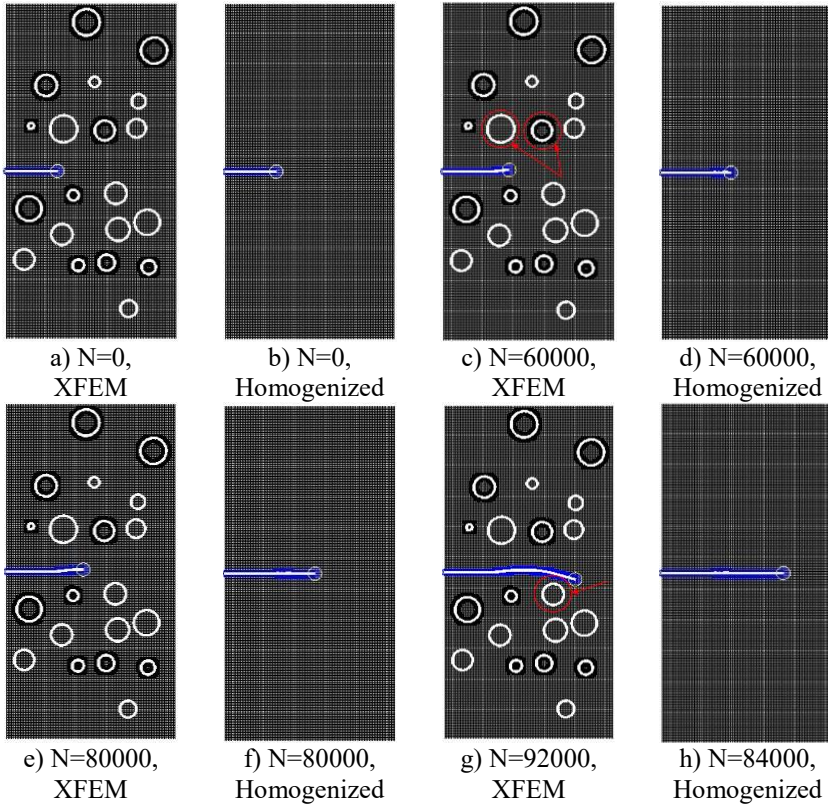 a) N=0,
XFEM
b) N=0,
Homogenized
c) N=60000,
XFEM
d) N=60000,
Homogenized
e) N=80000,
XFEM
f) N=80000,
Homogenized
g) N=92000,
XFEM
h) N=84000,
Homogenized